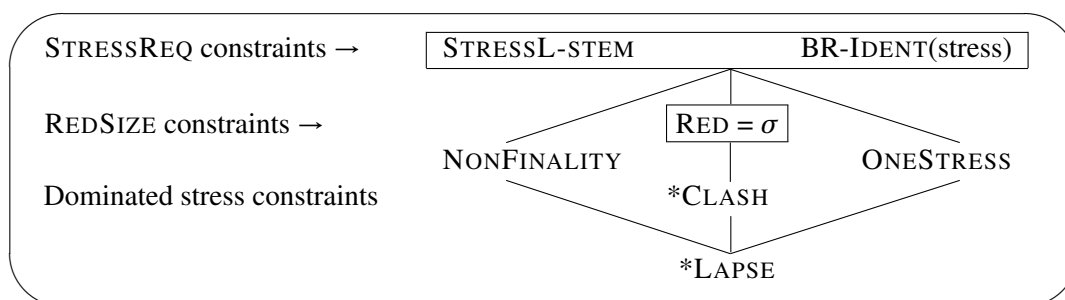 STRESSREQ constraints → STRESSL-STEM BR-IDENT(stress)
REDSIZE constraints → RED = σ
NONFINALITY ONESTRESS
Dominated stress constraints *CLASH
*LAPSE